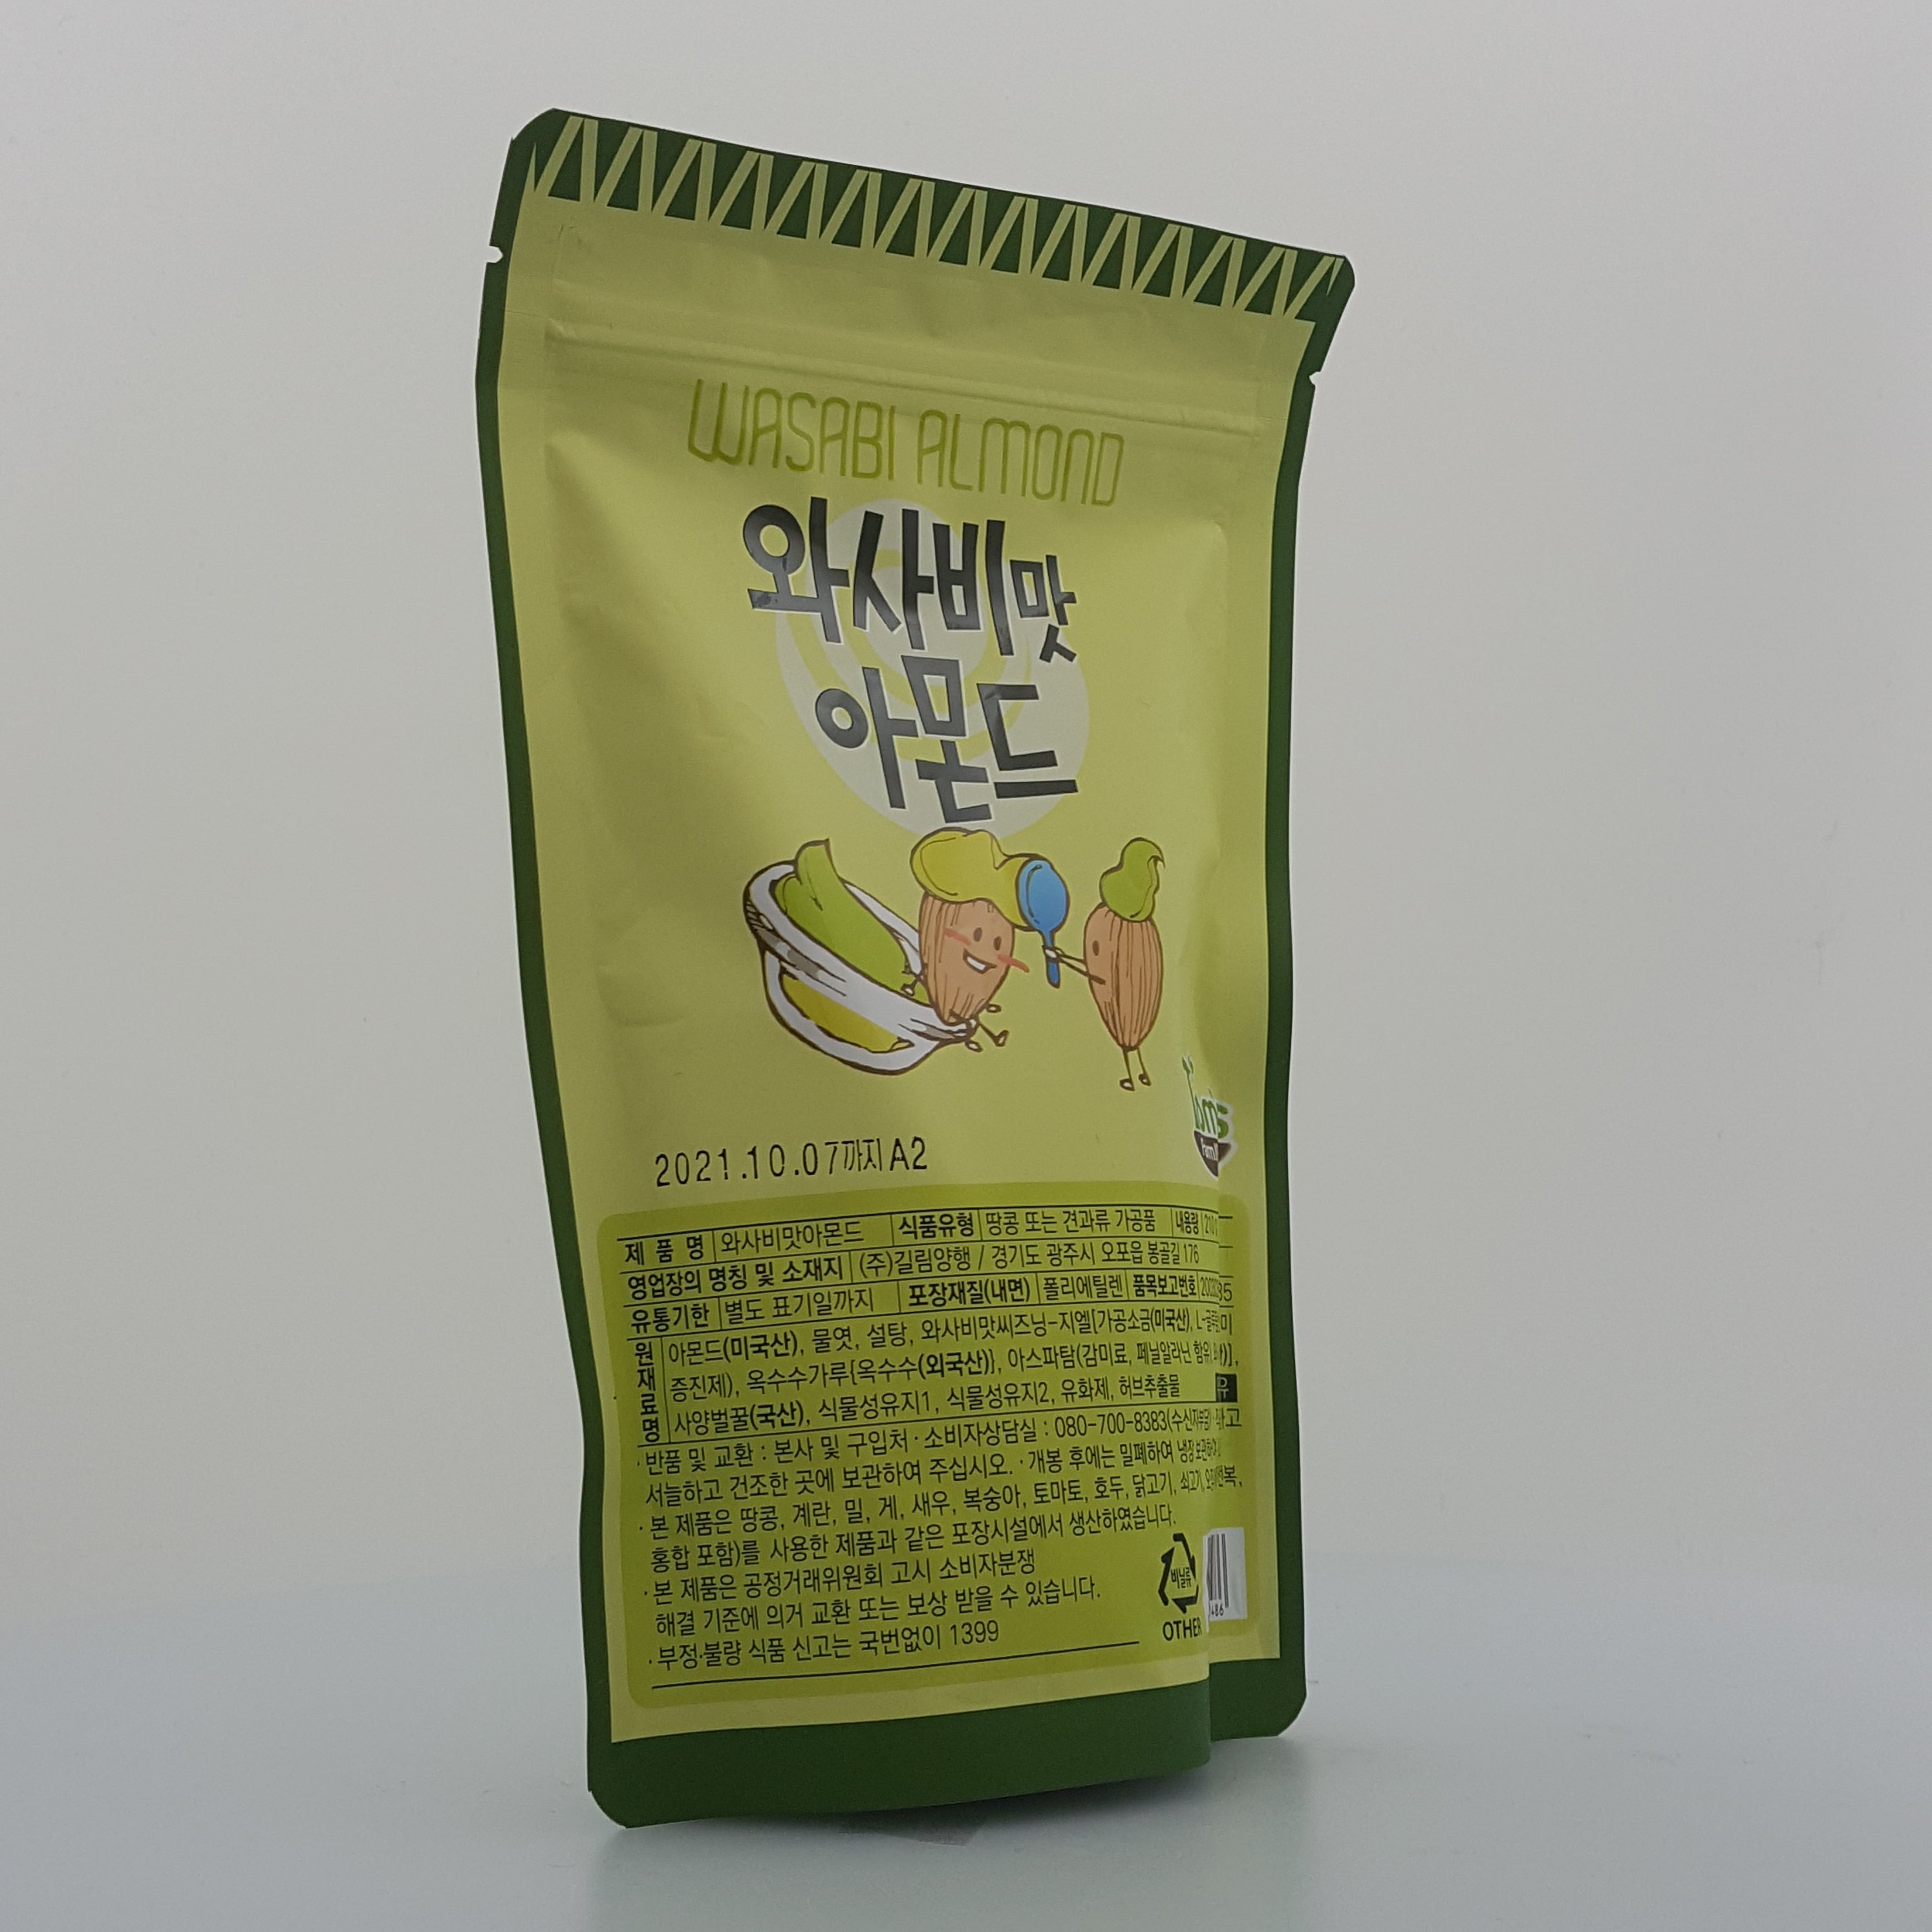 WASABI ALMOND
와사비맛
아몬드
Tom's
2021.10.07까지 A2
제 품 명 와사비맛아몬드 식품유형 땅콩 또는 견과류 가공품 내용량 210g
영업장의 명칭 및 소재지 (주)길림양행 / 경기도 광주시 오포읍 봉골길 176
유통기한 별도 표기일까지 포장재질(내면) 폴리에틸렌 품목보고번호
원재료명 아몬드(미국산), 물엿, 설탕, 와사비맛씨즈닝-지엘[가공소금(미국산),
증진제), 옥수수가루{옥수수(외국산)}, 아스파탐(감미료, 페닐알라닌 함유)
사양벌꿀(국산), 식물성유지1, 식물성유지2, 유화제, 허브추출물
·반품 및 교환 : 본사 및 구입처 · 소비자상담실 : 080-700-8383(수신자부담)
서늘하고 건조한 곳에 보관하여 주십시오. · 개봉 후에는 밀폐하여 냉장
· 본 제품은 땅콩, 계란, 밀, 게, 새우, 복숭아, 토마토, 호두, 닭고기, 쇠고기,
홍합 포함)를 사용한 제품과 같은 포장시설에서 생산하였습니다.
· 본 제품은 공정거래위원회 고시 소비자분쟁
해결 기준에 의거 교환 또는 보상 받을 수 있습니다.
· 부정·불량 식품 신고는 국번없이 1399
비닐류
OTHER
486